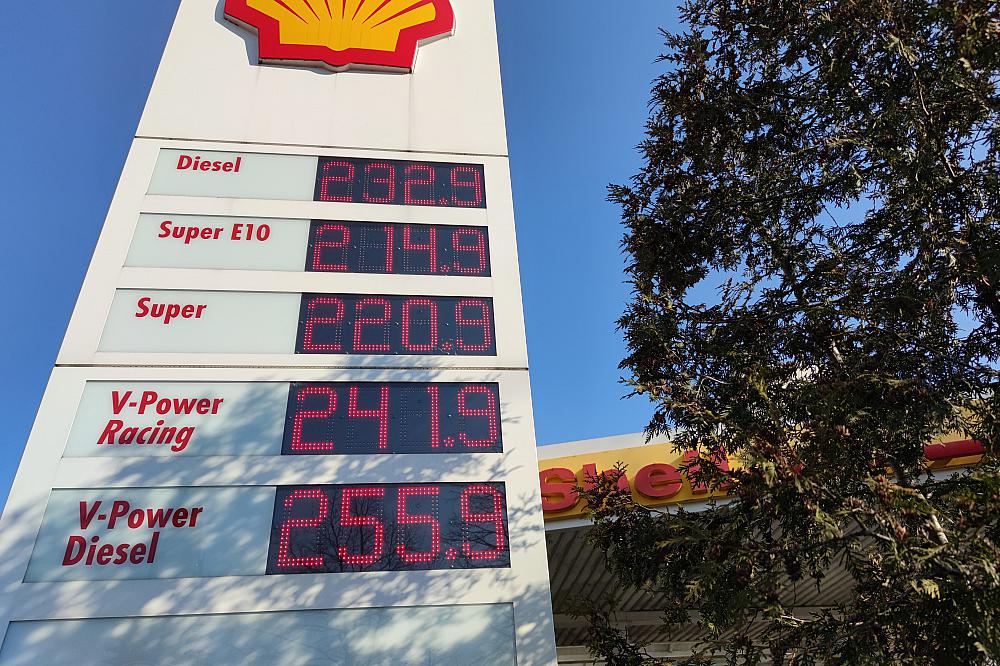 Diesel 232.9
Super E10 214.9
Super 220.9
V-Power
Racing 241.9
V-Power
Diesel 255.9
Shell